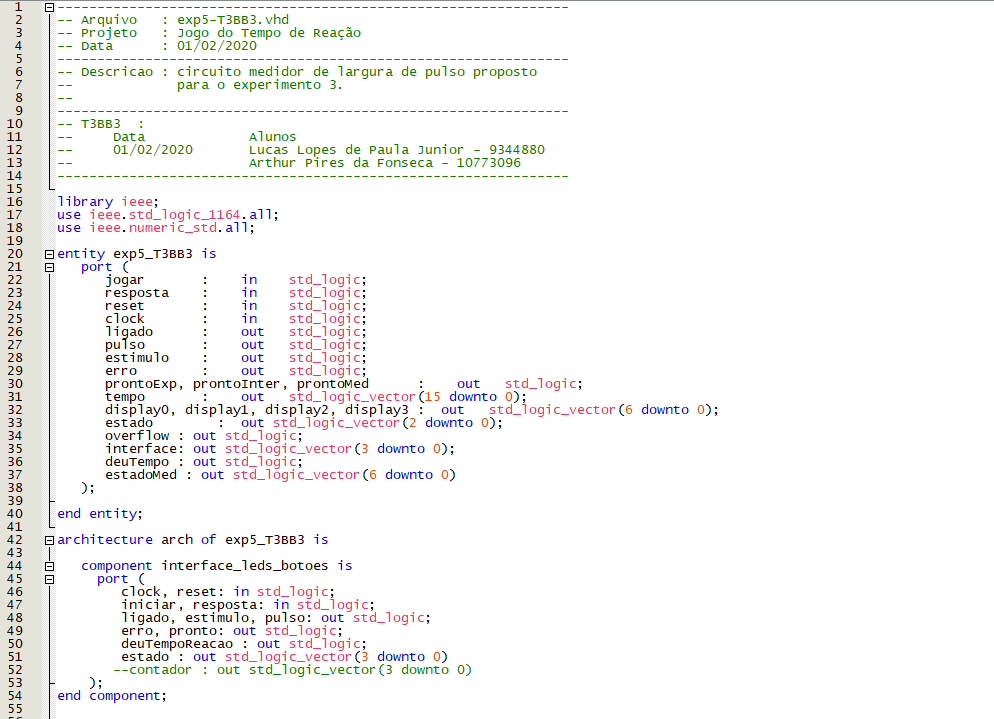 1 ----------------------------------------------------------------
2 -- Arquivo   : exp5-T3BB3.vhd
3 -- Projeto   : Jogo do Tempo de Reação
4 -- Data      : 01/02/2020
5 ----------------------------------------------------------------
6 -- Descricao : circuito medidor de largura de pulso proposto
7 --             para o experimento 3.
8 --
9 ----------------------------------------------------------------
10 -- T3BB3  :
11 --     Data             Alunos
12 --     01/02/2020       Lucas Lopes de Paula Junior - 9344880
13 --                      Arthur Pires da Fonseca - 10773096
14 ----------------------------------------------------------------
15
16 library ieee;
17 use ieee.std_logic_1164.all;
18 use ieee.numeric_std.all;
19
20 entity exp5_T3BB3 is
21    port (
22       jogar       :    in    std_logic;
23       resposta    :    in    std_logic;
24       reset       :    in    std_logic;
25       clock       :    in    std_logic;
26       ligado      :    out   std_logic;
27       pulso       :    out   std_logic;
28       estimulo    :    out   std_logic;
29       erro        :    out   std_logic;
30       prontoExp, prontoInter, prontoMed      :    out   std_logic;
31       tempo       :    out   std_logic_vector(15 downto 0);
32       display0, display1, display2, display3 :  out   std_logic_vector(6 downto 0);
33       estado        :  out std_logic_vector(2 downto 0);
34       overflow : out std_logic;
35       interface: out std_logic_vector(3 downto 0);
36       deuTempo : out std_logic;
37       estadoMed : out std_logic_vector(6 downto 0)
38    );
39
40 end entity;
41
42 architecture arch of exp5_T3BB3 is
43
44    component interface_leds_botoes is
45      port (
46         clock, reset: in std_logic;
47         iniciar, resposta: in std_logic;
48         ligado, estimulo, pulso: out std_logic;
49         erro, pronto: out std_logic;
50         deuTempoReacao : out std_logic;
51         estado : out std_logic_vector(3 downto 0)
52        --contador : out std_logic_vector(3 downto 0)
53     );
54 end component;
55